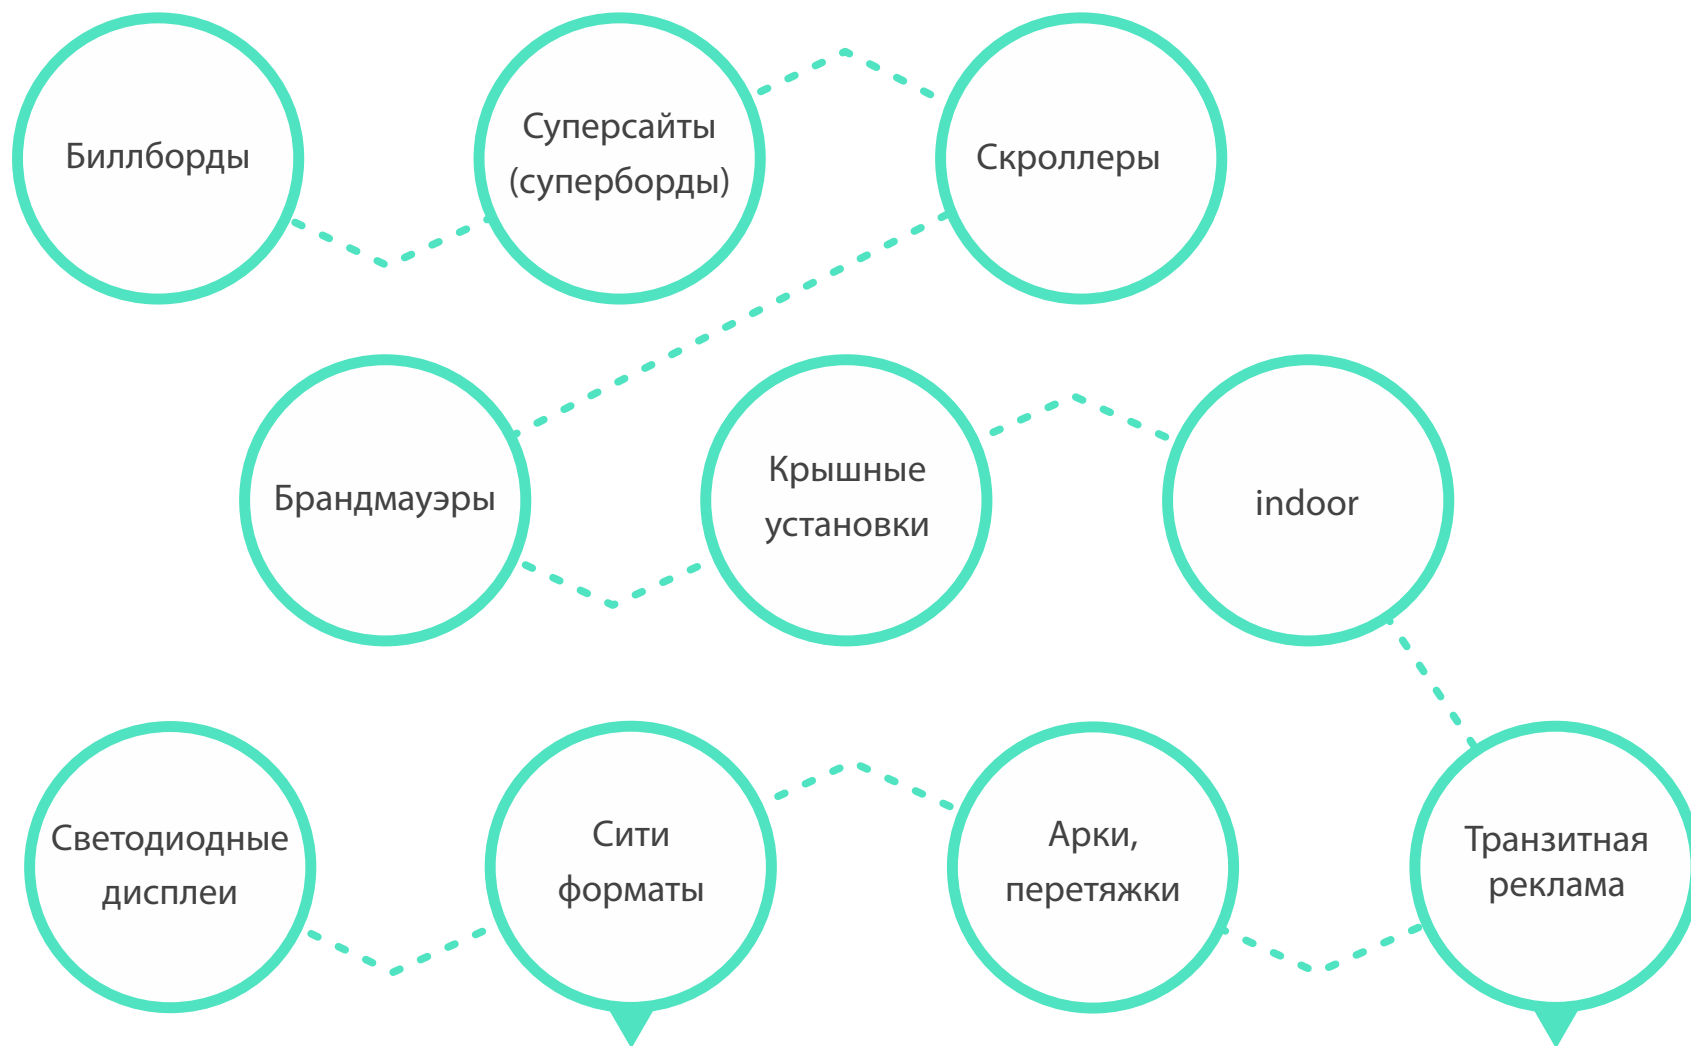 Биллборды
Суперсайты
(суперборды)
Скроллеры
Брандмауэры
Крышные
установки
indoor
Светодиодные
дисплеи
Сити
форматы
Арки,
перетяжки
Транзитная
реклама